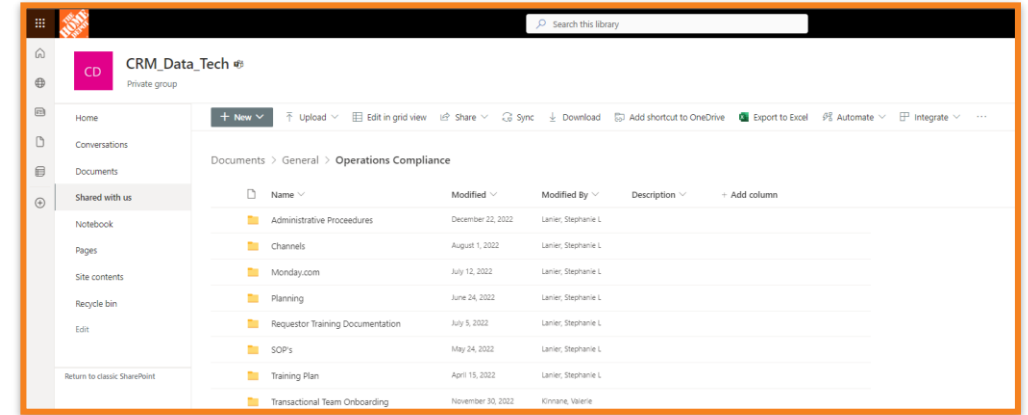 THE HOME DEPOT
Search this library
CD
CRM_Data_Tech
Private group
Home
Conversations
Documents
Shared with us
Notebook
Pages
Site contents
Recycle bin
Edit
Return to classic SharePoint
+ New Upload Edit in grid view Share Sync Download Add shortcut to OneDrive Export to Excel Automate Integrate ...
Documents > General > Operations Compliance
Name Modified Modified By Description + Add column
Administrative Proceedures December 22, 2022 Lanier, Stephanie L
Channels August 1, 2022 Lanier, Stephanie L
Monday.com July 12, 2022 Lanier, Stephanie L
Planning June 24, 2022 Lanier, Stephanie L
Requestor Training Documentation July 5, 2022 Lanier, Stephanie L
SOP's May 24, 2022 Lanier, Stephanie L
Training Plan April 15, 2022 Lanier, Stephanie L
Transactional Team Onboarding November 30, 2022 Kinnane, Valerie